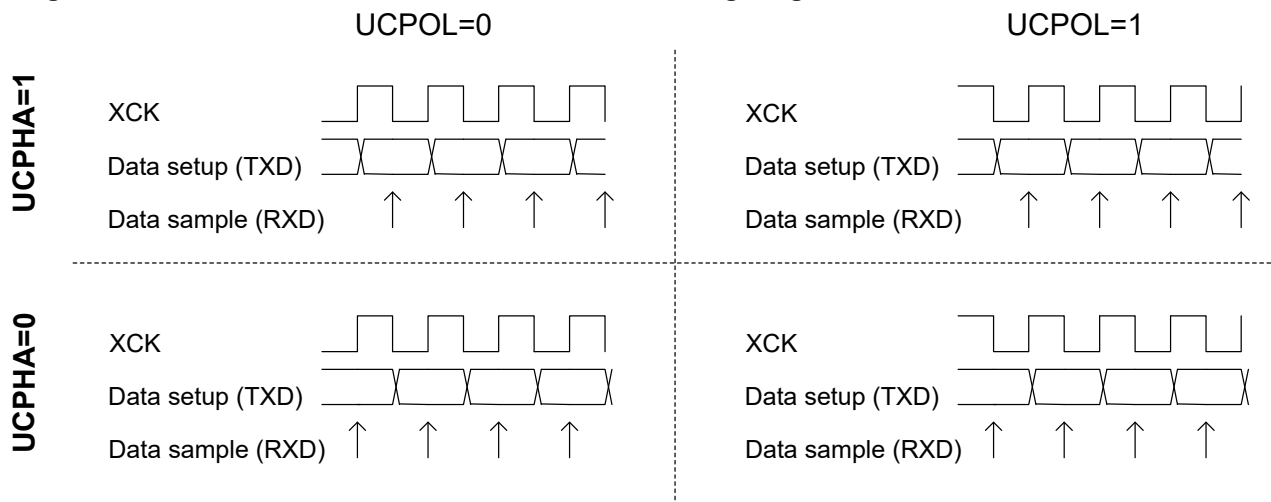 UCPOL=0 UCPOL=1
UCPHA=1
XCK XCK
Data setup (TXD) Data setup (TXD)
Data sample (RXD) Data sample (RXD)
UCPHA=0
XCK XCK
Data setup (TXD) Data setup (TXD)
Data sample (RXD) Data sample (RXD)